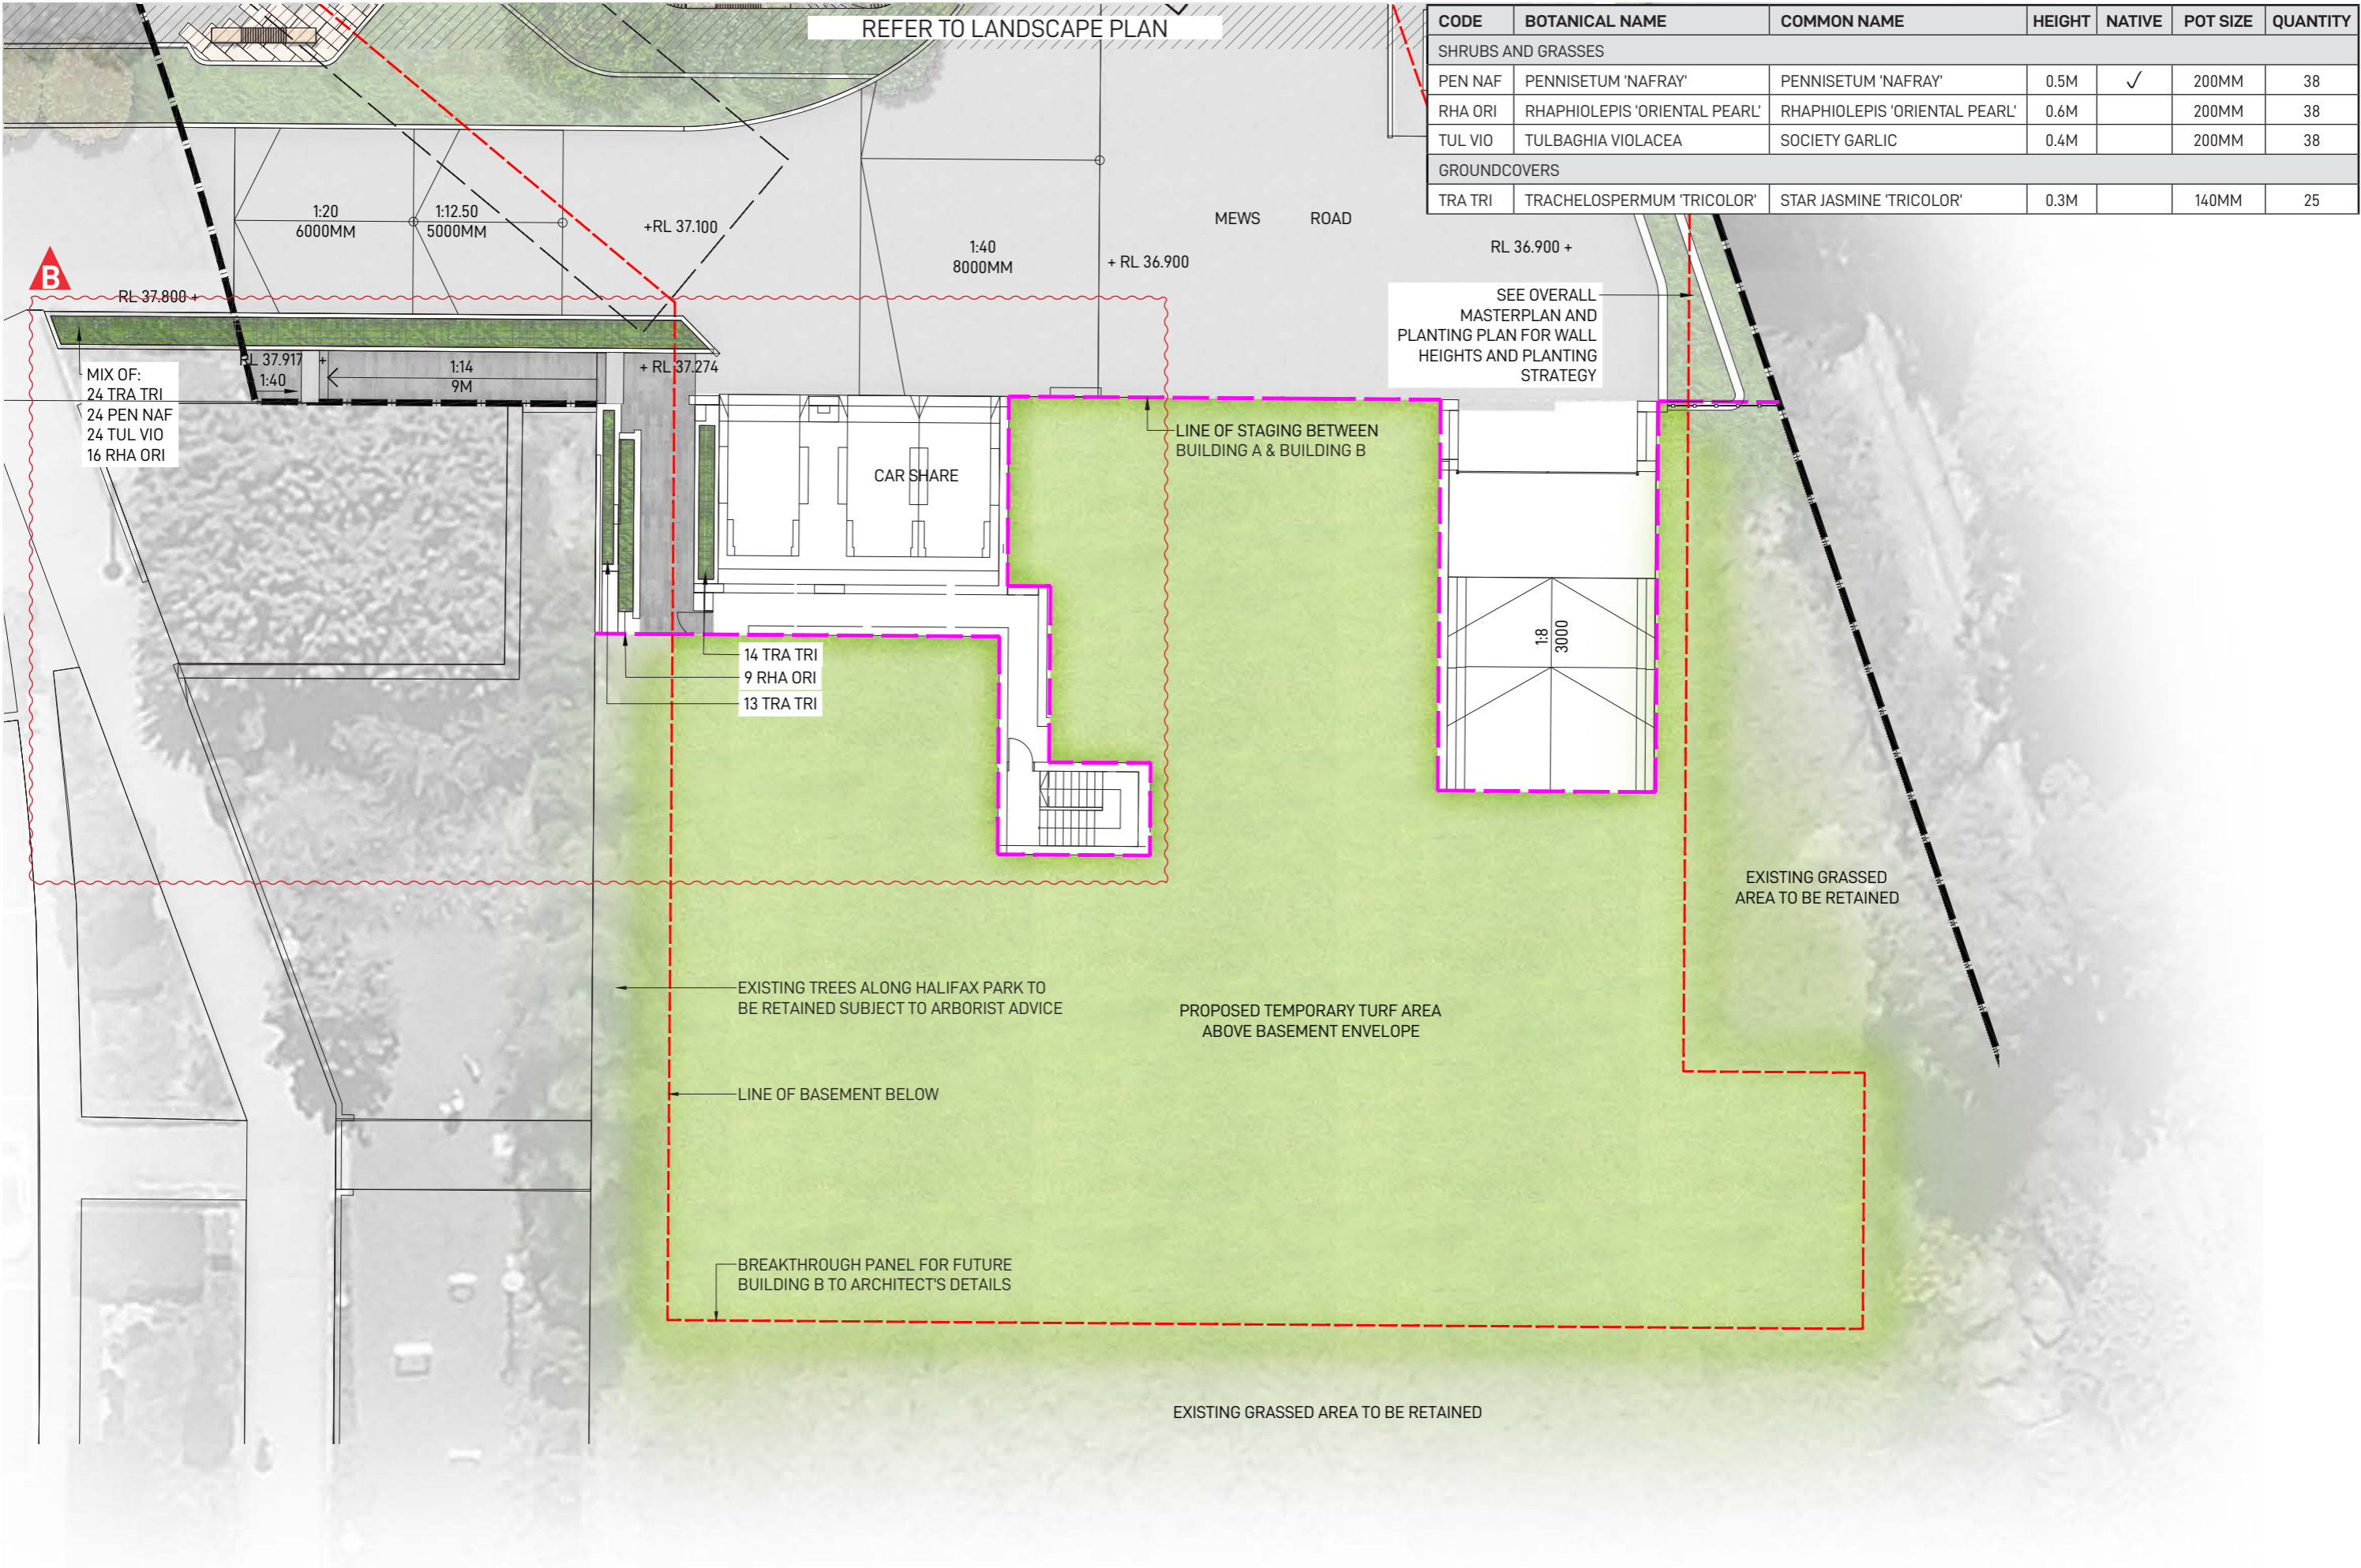 REFER TO LANDSCAPE PLAN
CODE BOTANICAL NAME COMMON NAME HEIGHT NATIVE POT SIZE QUANTITY
SHRUBS AND GRASSES
PEN NAF PENNISETUM 'NAFRAY' PENNISETUM 'NAFRAY' 0.5M ✓ 200MM 38
RHA ORI RHAPHIOLEPIS 'ORIENTAL PEARL' RHAPHIOLEPIS 'ORIENTAL PEARL' 0.6M 200MM 38
TUL VIO TULBAGHIA VIOLACEA SOCIETY GARLIC 0.4M 200MM 38
GROUNDCOVERS
TRA TRI TRACHELOSPERMUM 'TRICOLOR' STAR JASMINE 'TRICOLOR' 0.3M 140MM 25
1:20
6000MM
1:12.50
5000MM
+RL 37.100
MEWS ROAD
1:40
8000MM
+ RL 36.900
RL 36.900 +
B
RL 37.800 +
SEE OVERALL
MASTERPLAN AND
PLANTING PLAN FOR WALL
HEIGHTS AND PLANTING
STRATEGY
RL 37.917 +
1:40
1:14
9M
+ RL 37.274
MIX OF:
24 TRA TRI
24 PEN NAF
24 TUL VIO
16 RHA ORI
LINE OF STAGING BETWEEN
BUILDING A & BUILDING B
CAR SHARE
1:8
3000
14 TRA TRI
9 RHA ORI
13 TRA TRI
EXISTING GRASSED
AREA TO BE RETAINED
EXISTING TREES ALONG HALIFAX PARK TO
BE RETAINED SUBJECT TO ARBORIST ADVICE
PROPOSED TEMPORARY TURF AREA
ABOVE BASEMENT ENVELOPE
LINE OF BASEMENT BELOW
BREAKTHROUGH PANEL FOR FUTURE
BUILDING B TO ARCHITECT'S DETAILS
EXISTING GRASSED AREA TO BE RETAINED